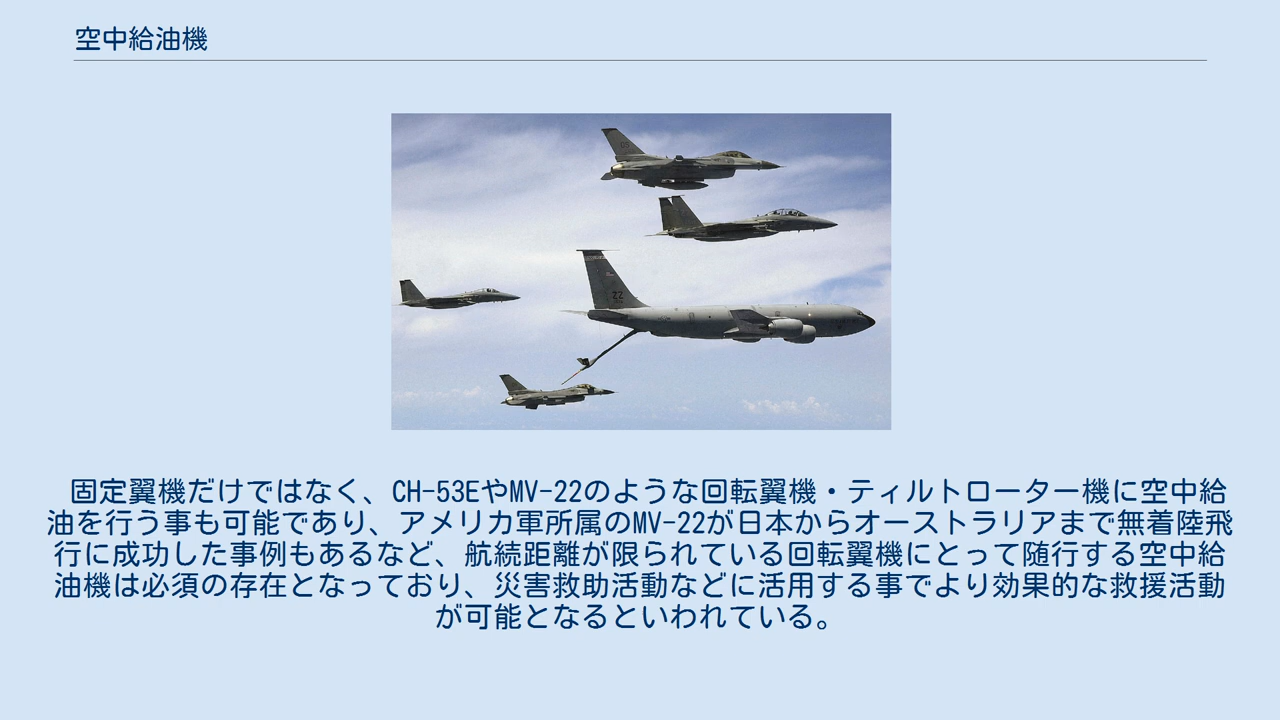 空中給油機
22
固定翼機だけではなく、CH-53EやMV-22のような回転翼機・ティルトローター機に空中給
油を行う事も可能であり、アメリカ軍所属のMV-22が日本からオーストラリアまで無着陸飛
行に成功した事例もあるなど、航続距離が限られている回転翼機にとって随行する空中給
油機は必須の存在となっており、災害救助活動などに活用する事でより効果的な救援活動
が可能となるといわれている。